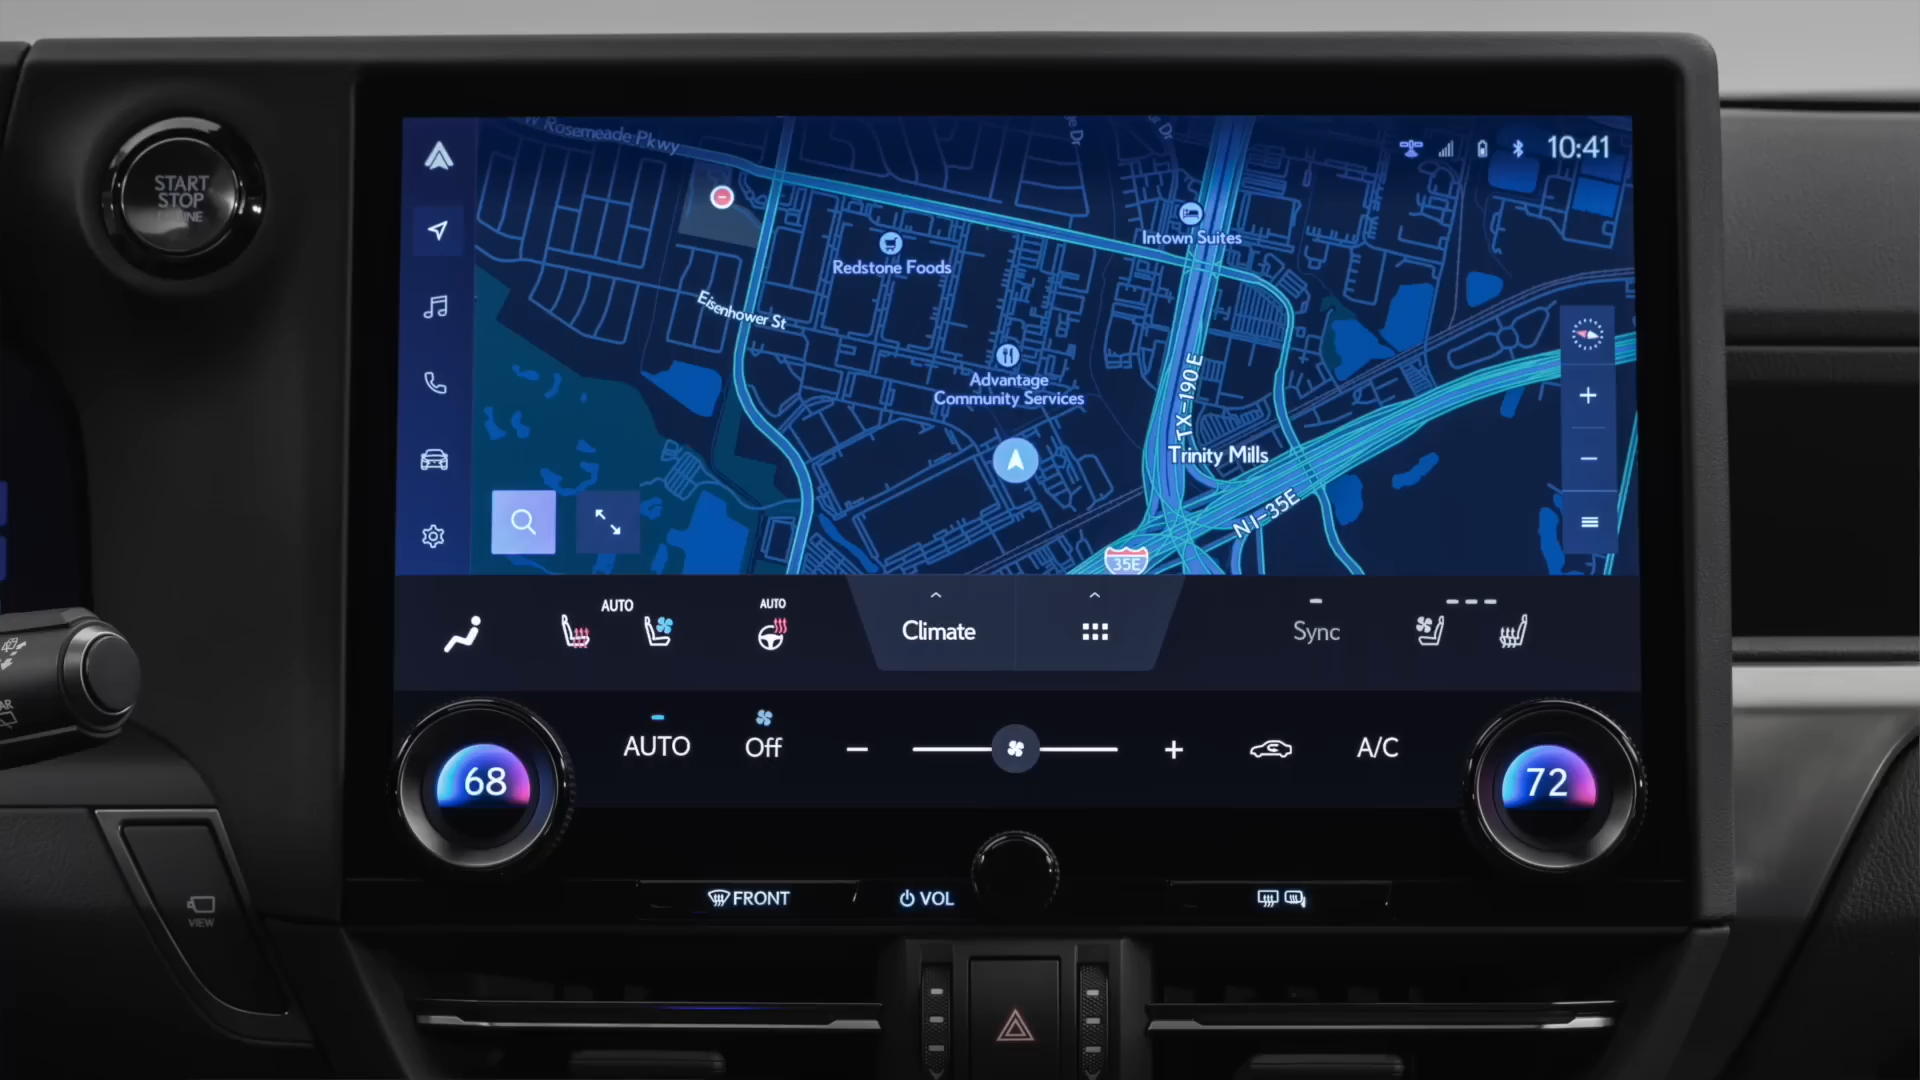 START
STOP
ENGINE
W Rosemeade Pkwy
10:41
Intown Suites
Redstone Foods
Eisenhower St
Advantage
Community Services
TX-190 E
Trinity Mills
N I-35E
35E
AUTO
AUTO
Climate
Sync
AUTO
Off
A/C
68
72
FRONT
VOL
VIEW